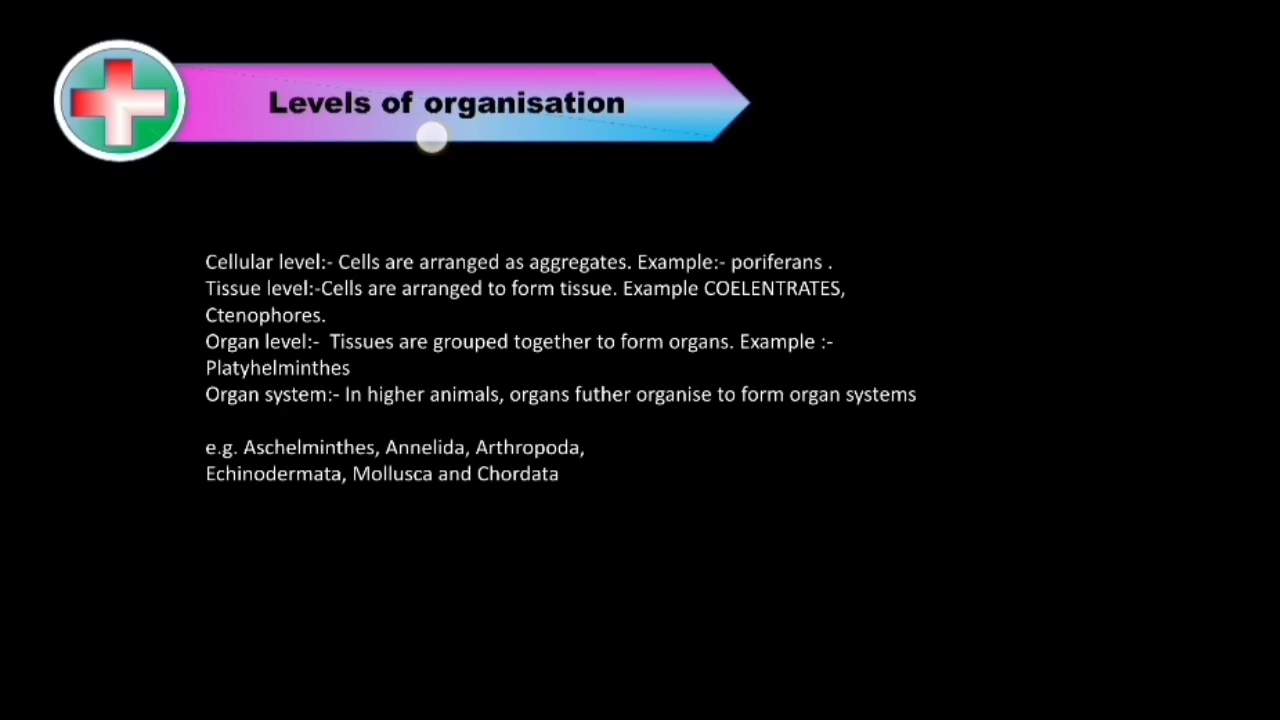 Levels of organisation
Cellular level:- Cells are arranged as aggregates. Example:- poriferans .
Tissue level:-Cells are arranged to form tissue. Example COELENTRATES,
Ctenophores.
Organ level:-  Tissues are grouped together to form organs. Example :-
Platyhelminthes
Organ system:- In higher animals, organs futher organise to form organ systems
e.g. Aschelminthes, Annelida, Arthropoda,
Echinodermata, Mollusca and Chordata